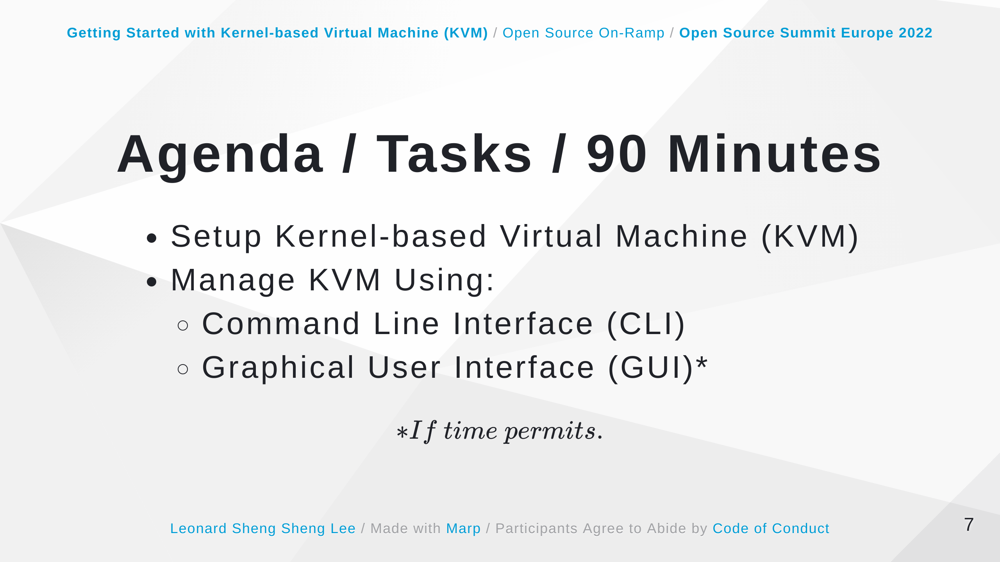 Getting Started with Kernel-based Virtual Machine (KVM) / Open Source On-Ramp / Open Source Summit Europe 2022
Agenda / Tasks / 90 Minutes
• Setup Kernel-based Virtual Machine (KVM)
• Manage KVM Using:
○ Command Line Interface (CLI)
○ Graphical User Interface (GUI)*
*If time permits.
Leonard Sheng Sheng Lee / Made with Marp / Participants Agree to Abide by Code of Conduct
7